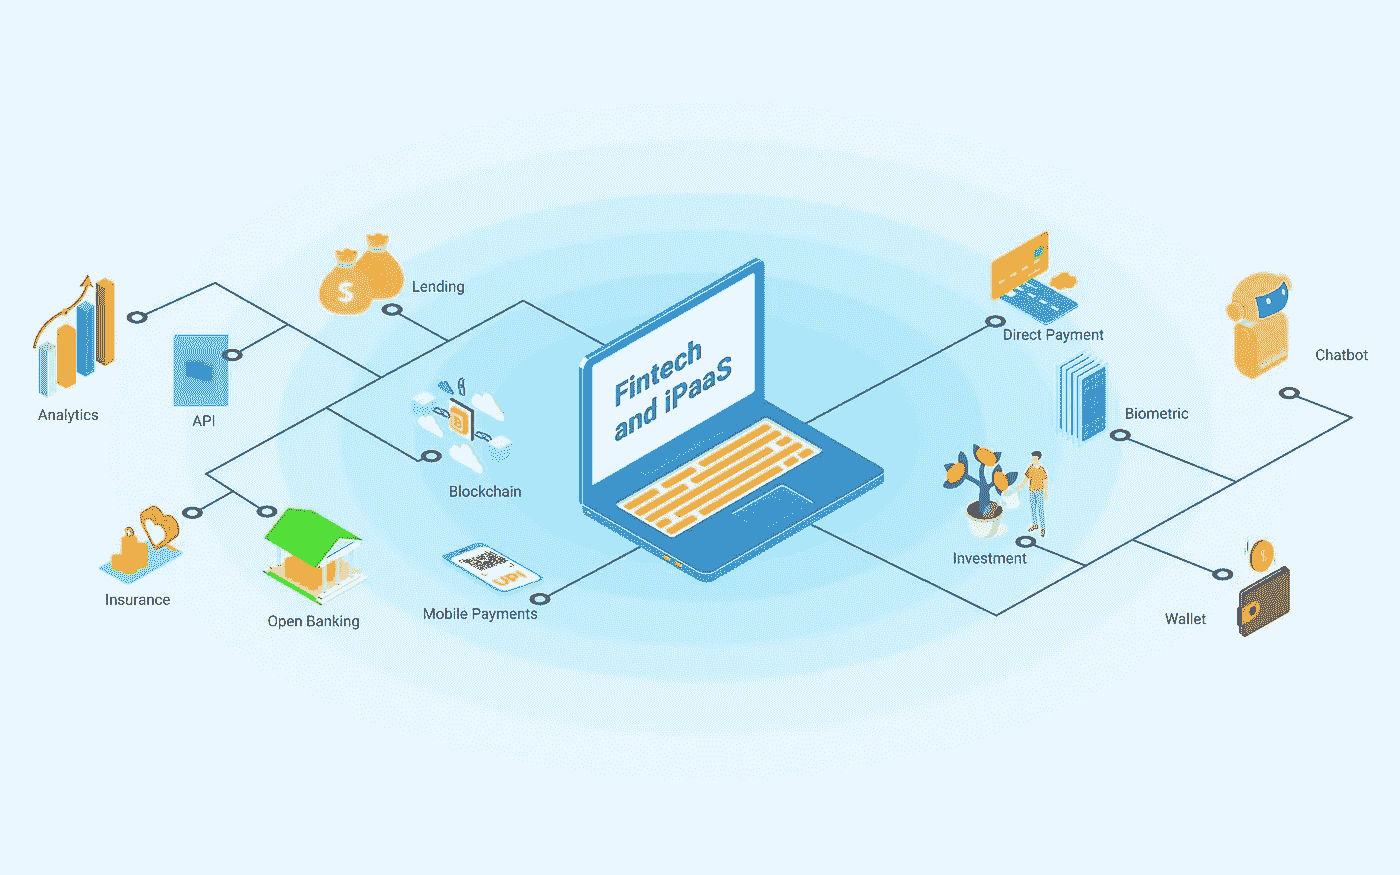 Fintech
and iPaaS
Analytics
API
Lending
$
Blockchain
Insurance
Open Banking
UPI
Mobile Payments
Direct Payment
Biometric
Chatbot
Investment
$
Wallet